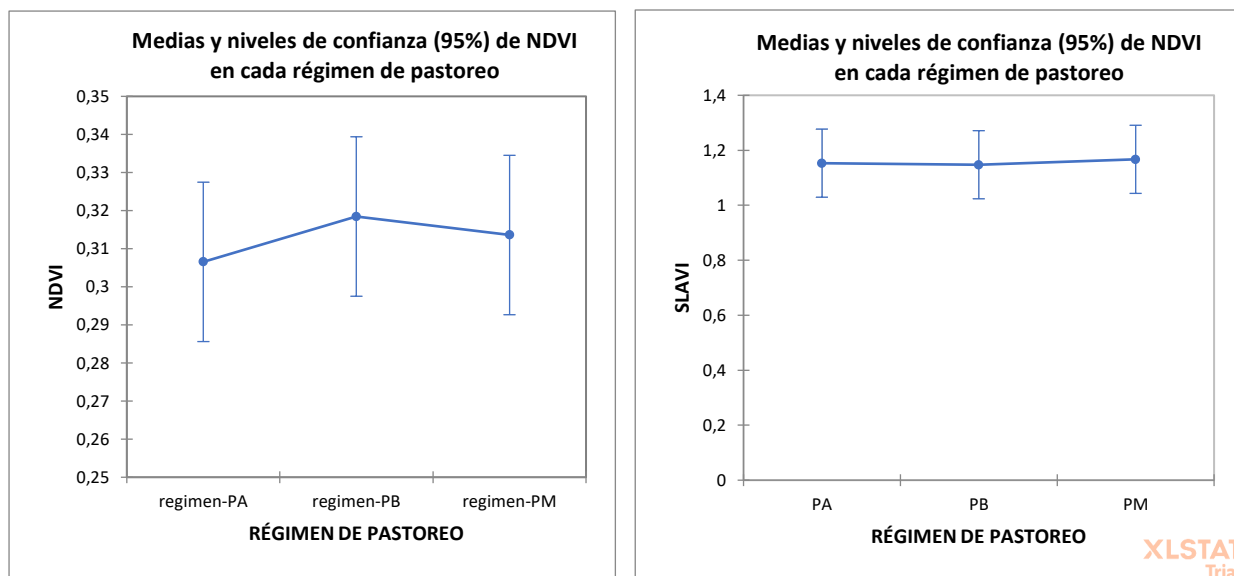 Medias y niveles de confianza (95%) de NDVI
en cada régimen de pastoreo
0,35
0,34
0,33
0,32
0,31
0,3
0,29
0,28
0,27
0,26
0,25
NDVI
regimen-PA regimen-PB regimen-PM
RÉGIMEN DE PASTOREO
Medias y niveles de confianza (95%) de NDVI
en cada régimen de pastoreo
1,4
1,2
1
0,8
0,6
0,4
0,2
0
SLAVI
PA PB PM
RÉGIMEN DE PASTOREO
XLSTAT
Tria